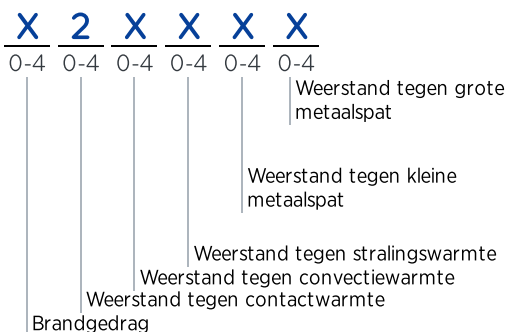 X 2 X X X X
0-4 0-4 0-4 0-4 0-4 0-4
Weerstand tegen grote
metaalspat
Weerstand tegen kleine
metaalspat
Weerstand tegen stralingswarmte
Weerstand tegen convectiewarmte
Weerstand tegen contactwarmte
Brandgedrag